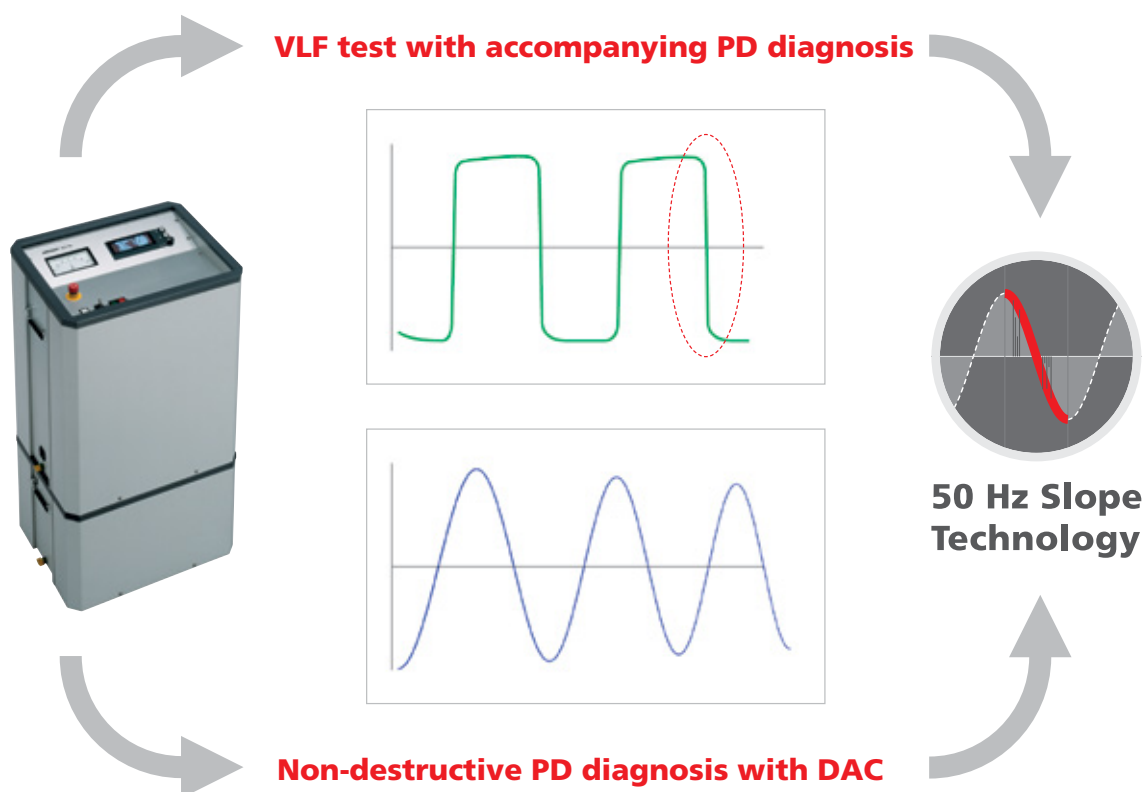 VLF test with accompanying PD diagnosis
50 Hz Slope
Technology
Non-destructive PD diagnosis with DAC